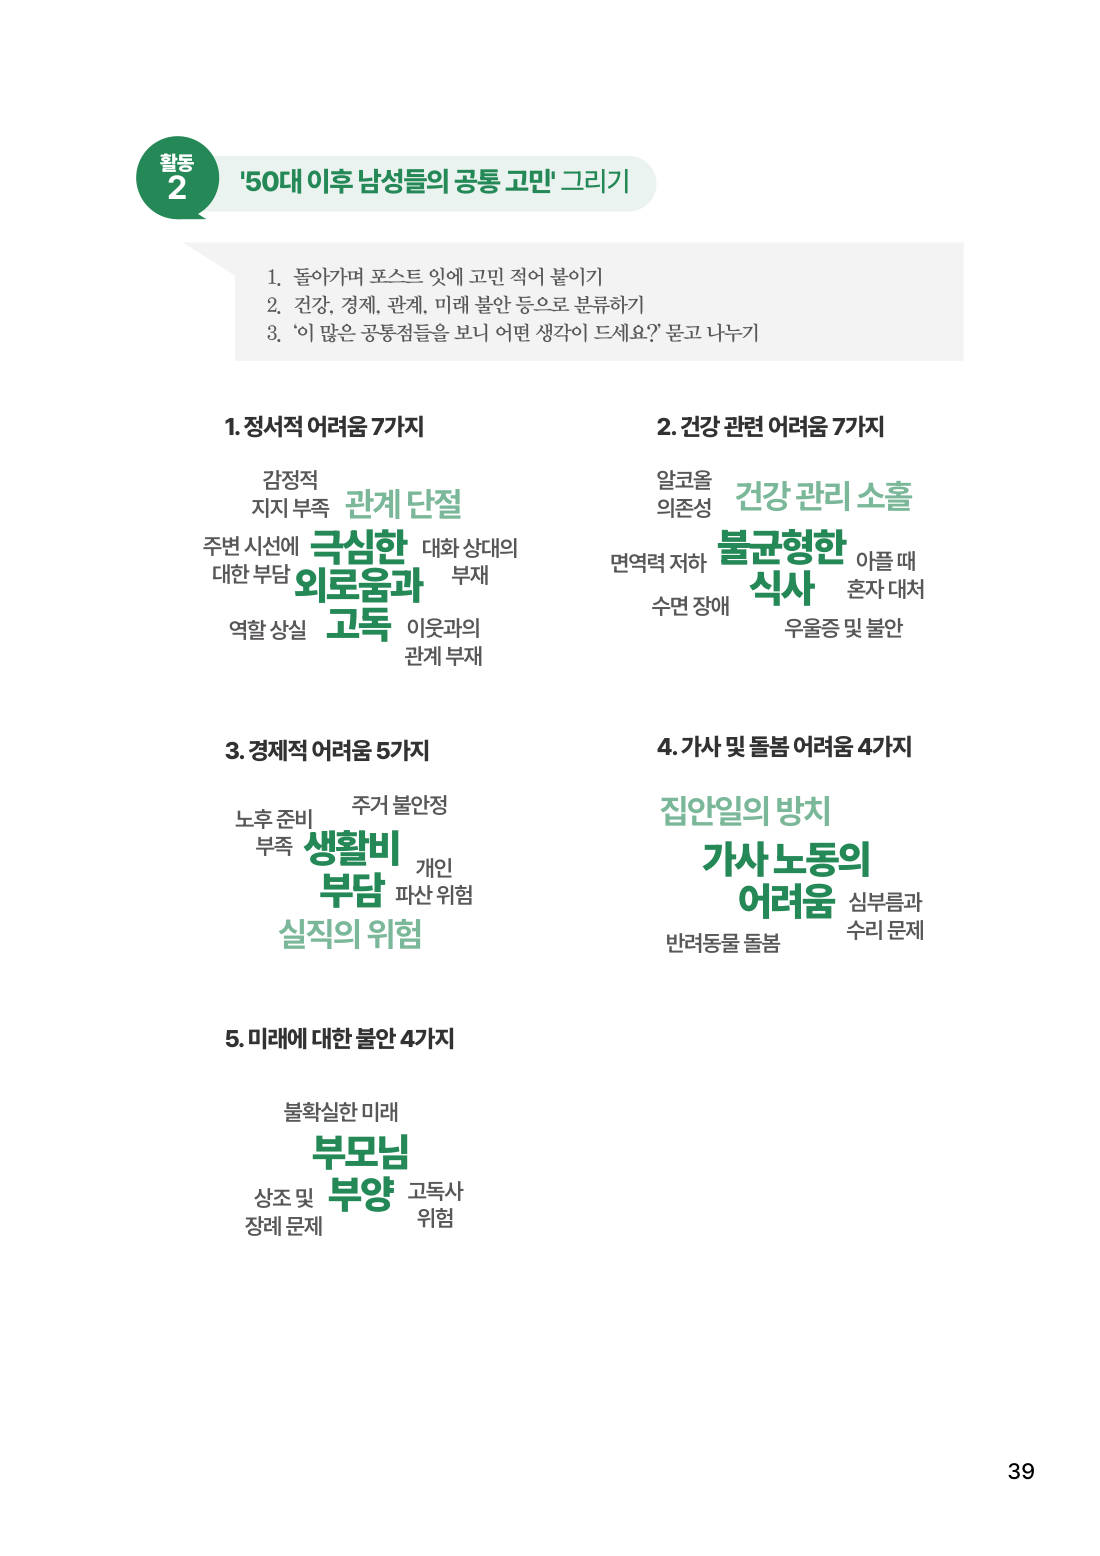 활동
2
'50대 이후 남성들의 공통 고민' 그리기
1. 돌아가며 포스트 잇에 고민 적어 붙이기
2. 건강, 경제, 관계, 미래 불안 등으로 분류하기
3. '이 많은 공통점들을 보니 어떤 생각이 드세요?' 묻고 나누기
1. 정서적 어려움 7가지
감정적
지지 부족
관계 단절
주변 시선에
대한 부담
극심한
외로움과
고독
대화 상대의
부재
역할 상실
이웃과의
관계 부재
2. 건강 관련 어려움 7가지
알코올
의존성
건강 관리 소홀
면역력 저하
불균형한
식사
아플 때
혼자 대처
수면 장애
우울증 및 불안
3. 경제적 어려움 5가지
노후 준비
부족
주거 불안정
생활비
부담
개인
파산 위험
실직의 위험
4. 가사 및 돌봄 어려움 4가지
집안일의 방치
가사 노동의
어려움
심부름과
수리 문제
반려동물 돌봄
5. 미래에 대한 불안 4가지
불확실한 미래
부모님
부양
상조 및
장례 문제
고독사
위험
39